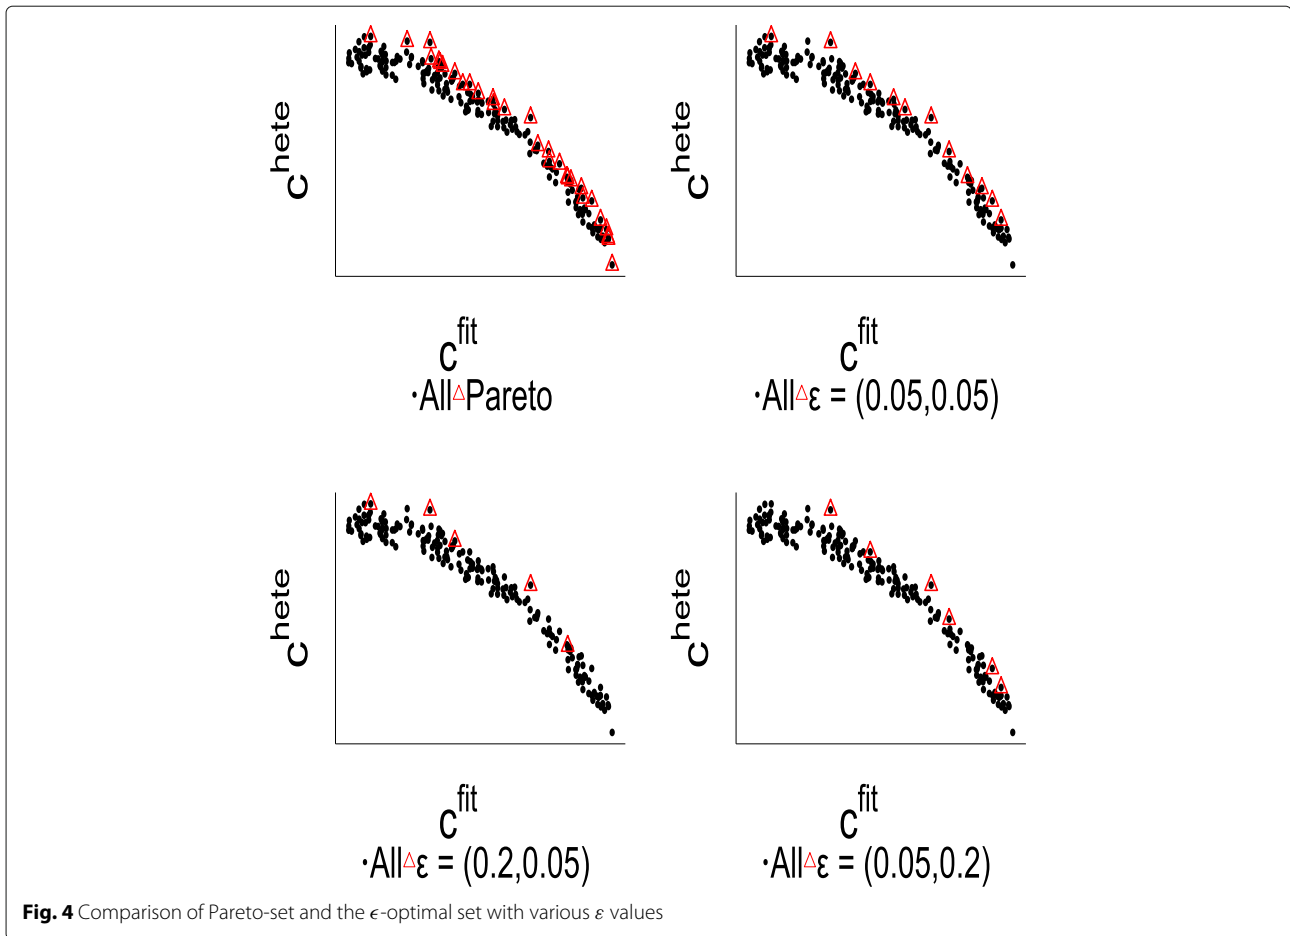 C^hete
C^hete
C^fit
C^fit
·All△Pareto
·All△ε = (0.05,0.05)
C^hete
C^hete
C^fit
C^fit
·All△ε = (0.2,0.05)
·All△ε = (0.05,0.2)
Fig. 4 Comparison of Pareto-set and the ϵ-optimal set with various ε values